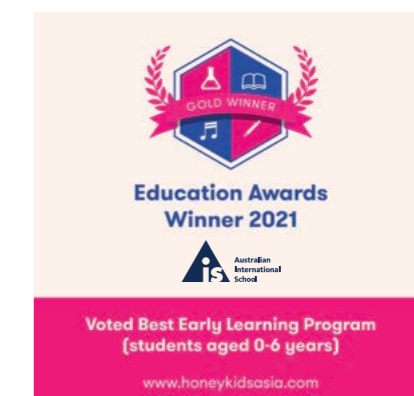 GOLD WINNER
Education Awards
Winner 2021
ais
Australian
International
School
Voted Best Early Learning Program
(students aged 0-6 years)
www.honeykidsasia.com